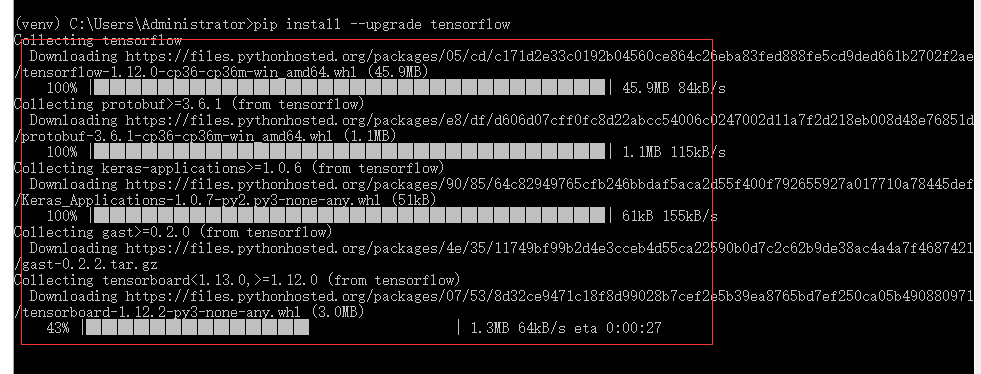 (venv) C:\Users\Administrator>pip install --upgrade tensorflow
Collecting tensorflow
Downloading https://files.pythonhosted.org/packages/05/cd/c171d2e33c0192b04560ce864c26eba83fed888fe5cd9ded661b2702f2ae
/tensorflow-1.12.0-cp36-cp36m-win_amd64.whl (45.9MB)
100% | | 45.9MB 84kB/s
Collecting protobuf>=3.6.1 (from tensorflow)
Downloading https://files.pythonhosted.org/packages/e8/df/d606d07cff0fc8d22abcc54006c0247002d11a7f2d218eb008d48e76851d
/protobuf-3.6.1-cp36-cp36m-win_amd64.whl (1.1MB)
100% | | 1.1MB 115kB/s
Collecting keras-applications>=1.0.6 (from tensorflow)
Downloading https://files.pythonhosted.org/packages/90/85/64c82949765cfb246bbdaf5aca2d55f400f792655927a017710a78445def
/Keras_Applications-1.0.7-py2.py3-none-any.whl (51kB)
100% | | 61kB 155kB/s
Collecting gast>=0.2.0 (from tensorflow)
Downloading https://files.pythonhosted.org/packages/4e/35/11749bf99b2d4e3cceb4d55ca22590b0d7c2c62b9de38ac4a4a7f4687421
/gast-0.2.2.tar.gz
Collecting tensorboard<1.13.0,>=1.12.0 (from tensorflow)
Downloading https://files.pythonhosted.org/packages/07/53/8d32ce9471c18f8d99028b7cef2e5b39ea8765bd7ef250ca05b490880971
/tensorboard-1.12.2-py3-none-any.whl (3.0MB)
43% | | 1.3MB 64kB/s eta 0:00:27